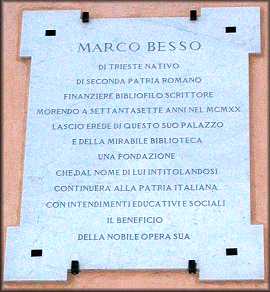 MARCO BESSO
DI TRIESTE NATIVO
DI SECONDA PATRIA ROMANO
FINANZIERE BIBLIOFILO SCRITTORE
MORENDO A SETTANTASETTE ANNI NEL MCMXX
LASCIO EREDE DI QUESTO SUO PALAZZO
E DELLA MIRABILE BIBLIOTECA
UNA FONDAZIONE
CHE, DAL NOME DI LUI INTITOLANDOSI
CONTINUERÀ ALLA PATRIA ITALIANA
CON INTENDIMENTI EDUCATIVI E SOCIALI
IL BENEFICIO
DELLA NOBILE OPERA SUA